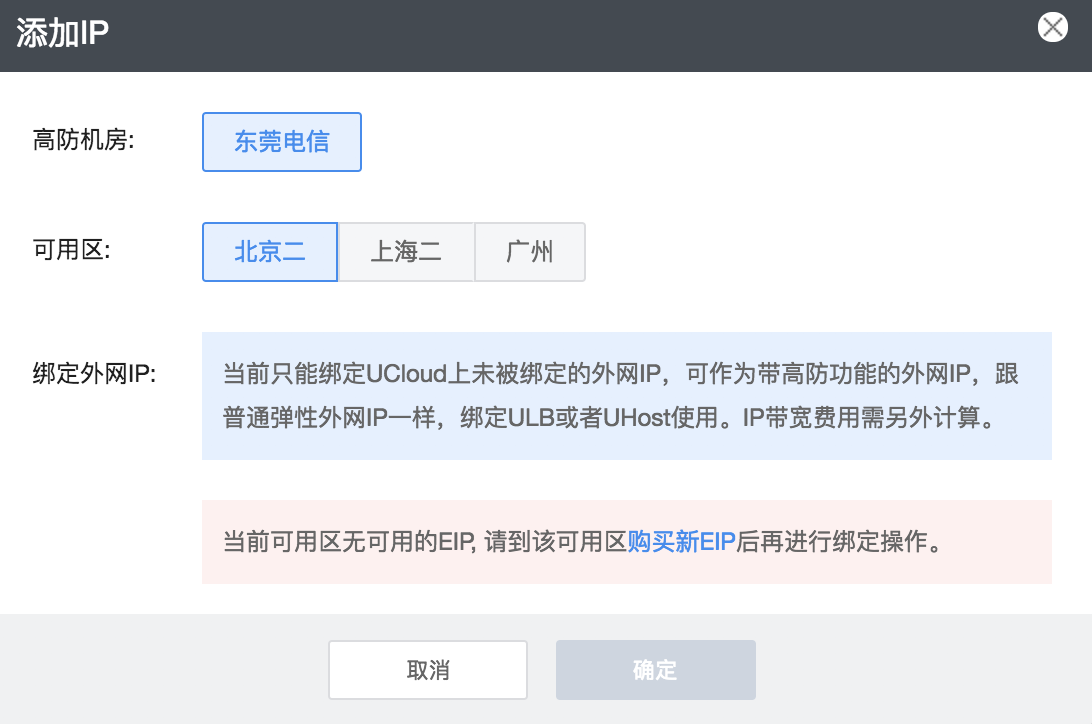 添加IP
高防机房:
东莞电信
可用区:
北京二
上海二
广州
绑定外网IP:
当前只能绑定UCloud上未被绑定的外网IP，可作为带高防功能的外网IP，跟
普通弹性外网IP一样，绑定ULB或者UHost使用。IP带宽费用需另外计算。
当前可用区无可用的EIP, 请到该可用区购买新EIP后再进行绑定操作。
取消
确定